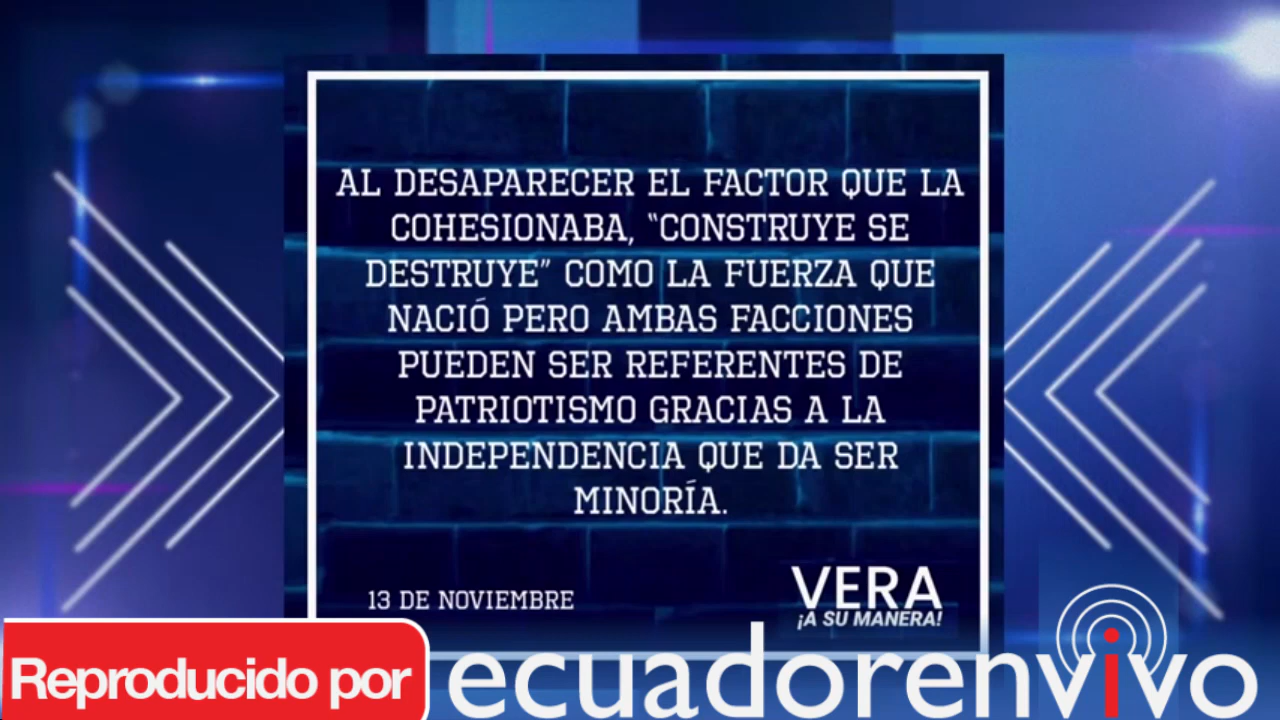 AL DESAPARECER EL FACTOR QUE LA
COHESIONABA, “CONSTRUYE SE
DESTRUYE” COMO LA FUERZA QUE
NACIÓ PERO AMBAS FACCIONES
PUEDEN SER REFERENTES DE
PATRIOTISMO GRACIAS A LA
INDEPENDENCIA QUE DA SER
MINORÍA.
13 DE NOVIEMBRE
VERA
¡A SU MANERA!
Reproducido por
ecuadorenvivo